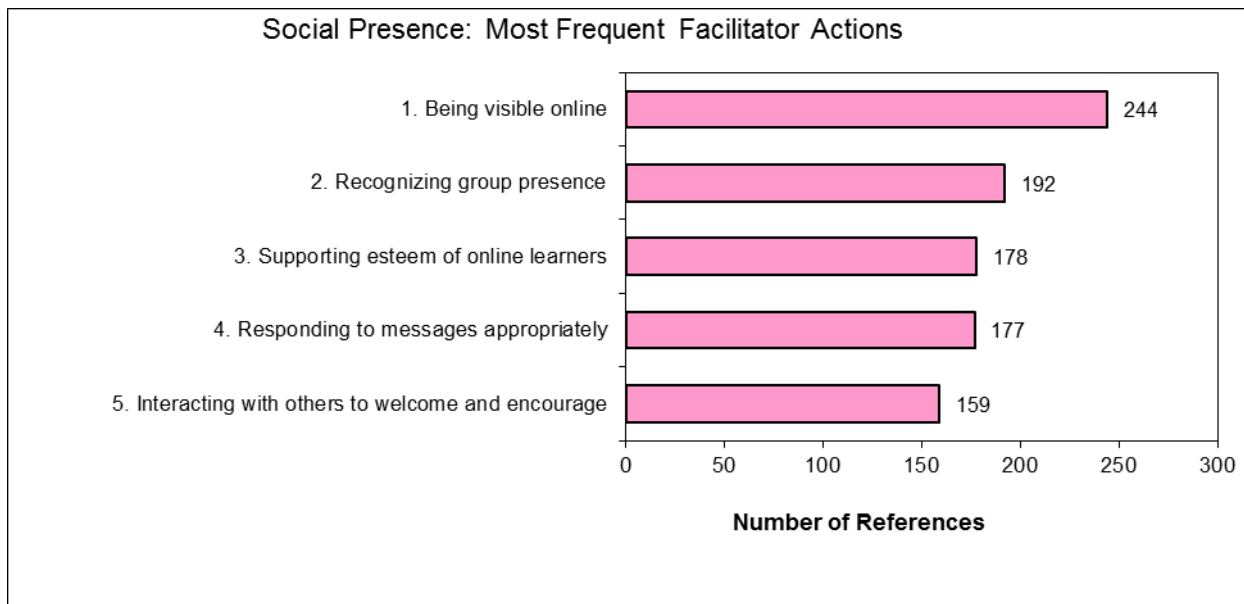 Social Presence: Most Frequent Facilitator Actions
1. Being visible online
244
2. Recognizing group presence
192
3. Supporting esteem of online learners
178
4. Responding to messages appropriately
177
5. Interacting with others to welcome and encourage
159
0 50 100 150 200 250 300
Number of References